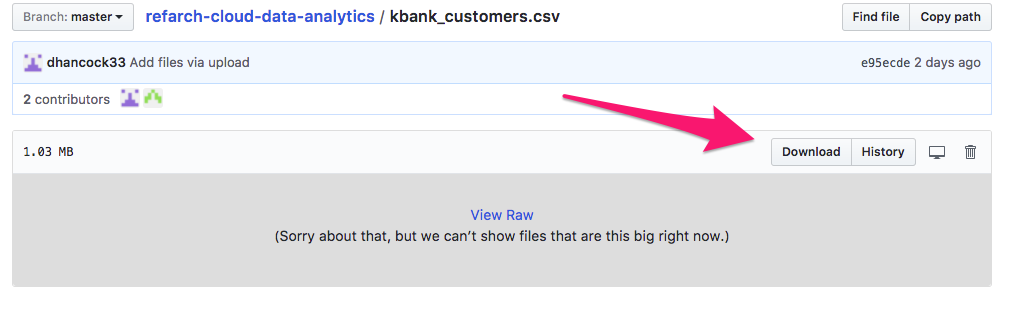 Branch: master refarch-cloud-data-analytics / kbank_customers.csv Find file Copy path
dhancock33 Add files via upload e95ecde 2 days ago
2 contributors
1.03 MB Download History
View Raw
(Sorry about that, but we can’t show files that are this big right now.)